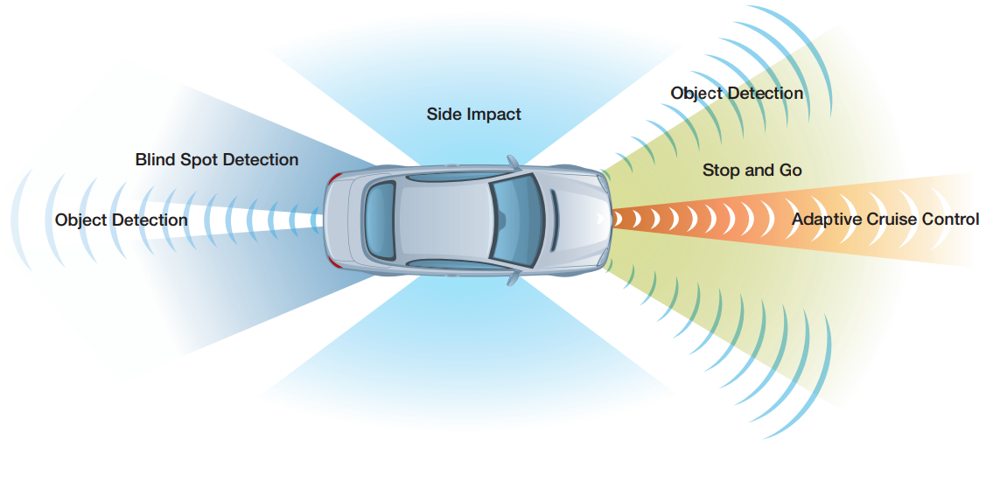 Object Detection
Side Impact
Blind Spot Detection
Stop and Go
Object Detection
Adaptive Cruise Control